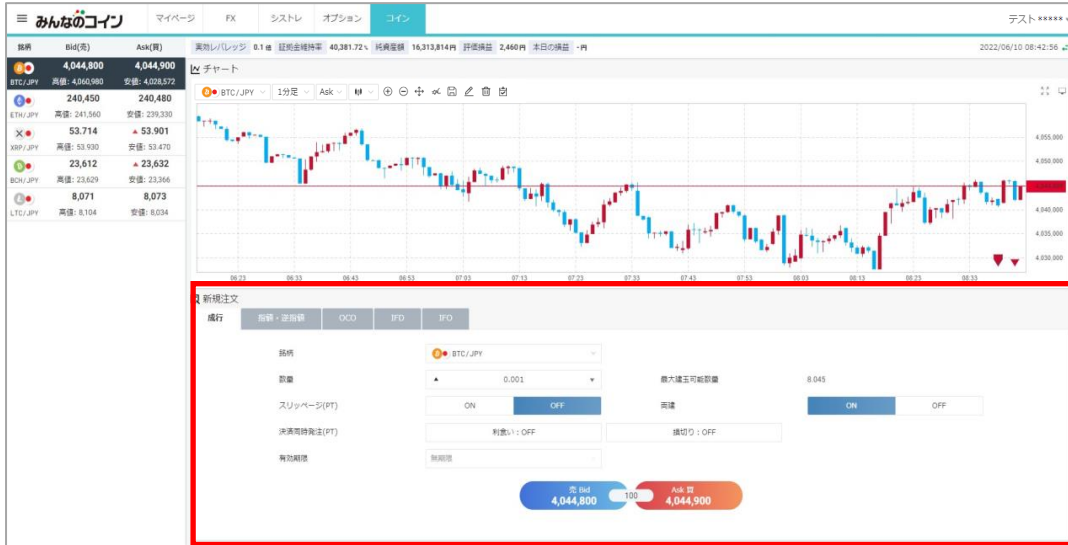 みんなのコイン マイページ FX シストレ オプション コイン テスト*****
銘柄 Bid(売) Ask(買)
実効レバレッジ 0.1倍 証拠金維持率 40,381.72% 純資産額 16,313,814円 評価損益 2,460円 本日の損益 -円 2022/06/10 08:42:56
4,044,800 4,044,900
BTC/JPY 高値: 4,060,980 安値: 4,028,572
240,450 240,480
ETH/JPY 高値: 241,560 安値: 239,330
53.714 ▲ 53.901
XRP/JPY 高値: 53.930 安値: 53.470
23,612 ▲ 23,632
BCH/JPY 高値: 23,629 安値: 23,366
8,071 8,073
LTC/JPY 高値: 8,104 安値: 8,034
チャート
BTC/JPY 1分足 Ask
4,055,000
4,050,000
4,040,000
4,035,000
4,030,000
06:23 06:33 06:43 06:53 07:03 07:13 07:23 07:33 07:43 07:53 08:03 08:13 08:23 08:33
新規注文
成行 指値・逆指値 OCO IFD IFO
銘柄 BTC/JPY
数量 ▲ 0.001 ▼ 最大建玉可能数量 8.045
スリッページ(PT) ON OFF 両建 ON OFF
決済同時発注(PT) 利食い：OFF 損切り：OFF
有効期限 無期限
売 Bid Ask 買
4,044,800 100 4,044,900